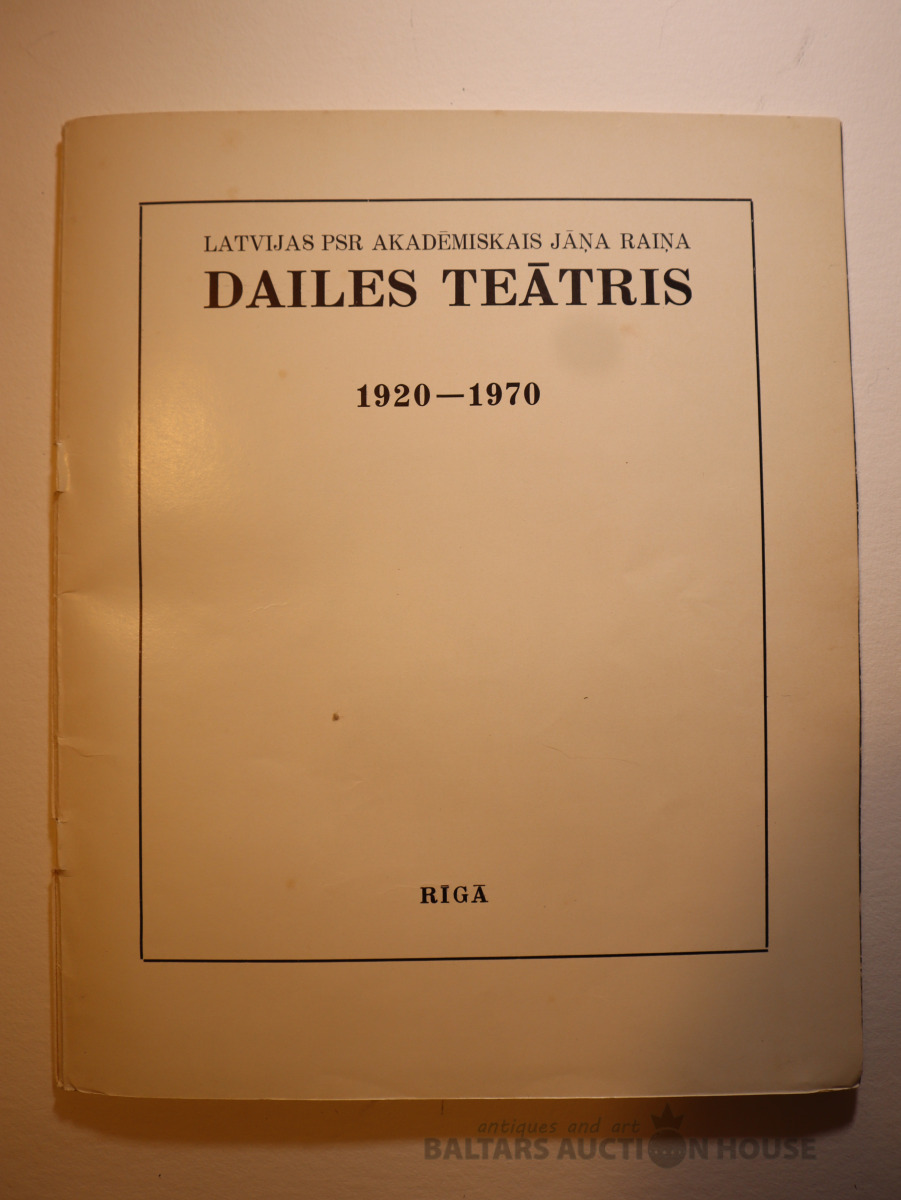 LATVIJAS PSR AKADĒMISKAIS JĀŅA RAIŅA
DAILES TEĀTRIS
1920—1970
RĪGĀ
antiques and art
BALTARS AUCTION HOUSE